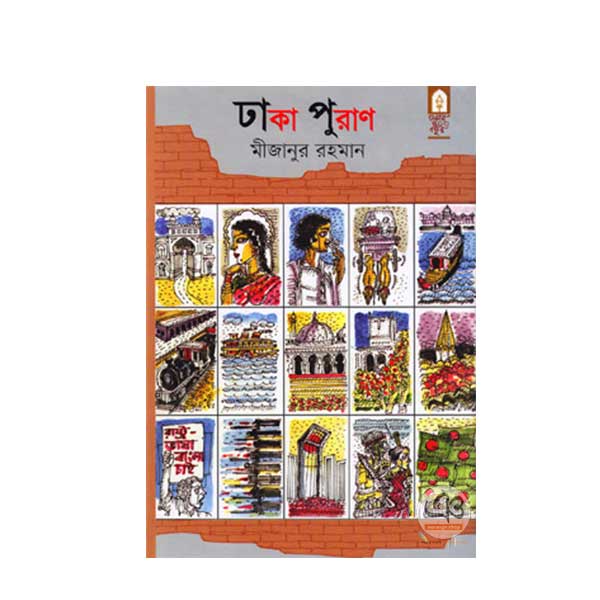 ঢাকা পুরাণ
মীজানুর রহমান
রাষ্ট্র-
ভাষা
বাংলা
চাই